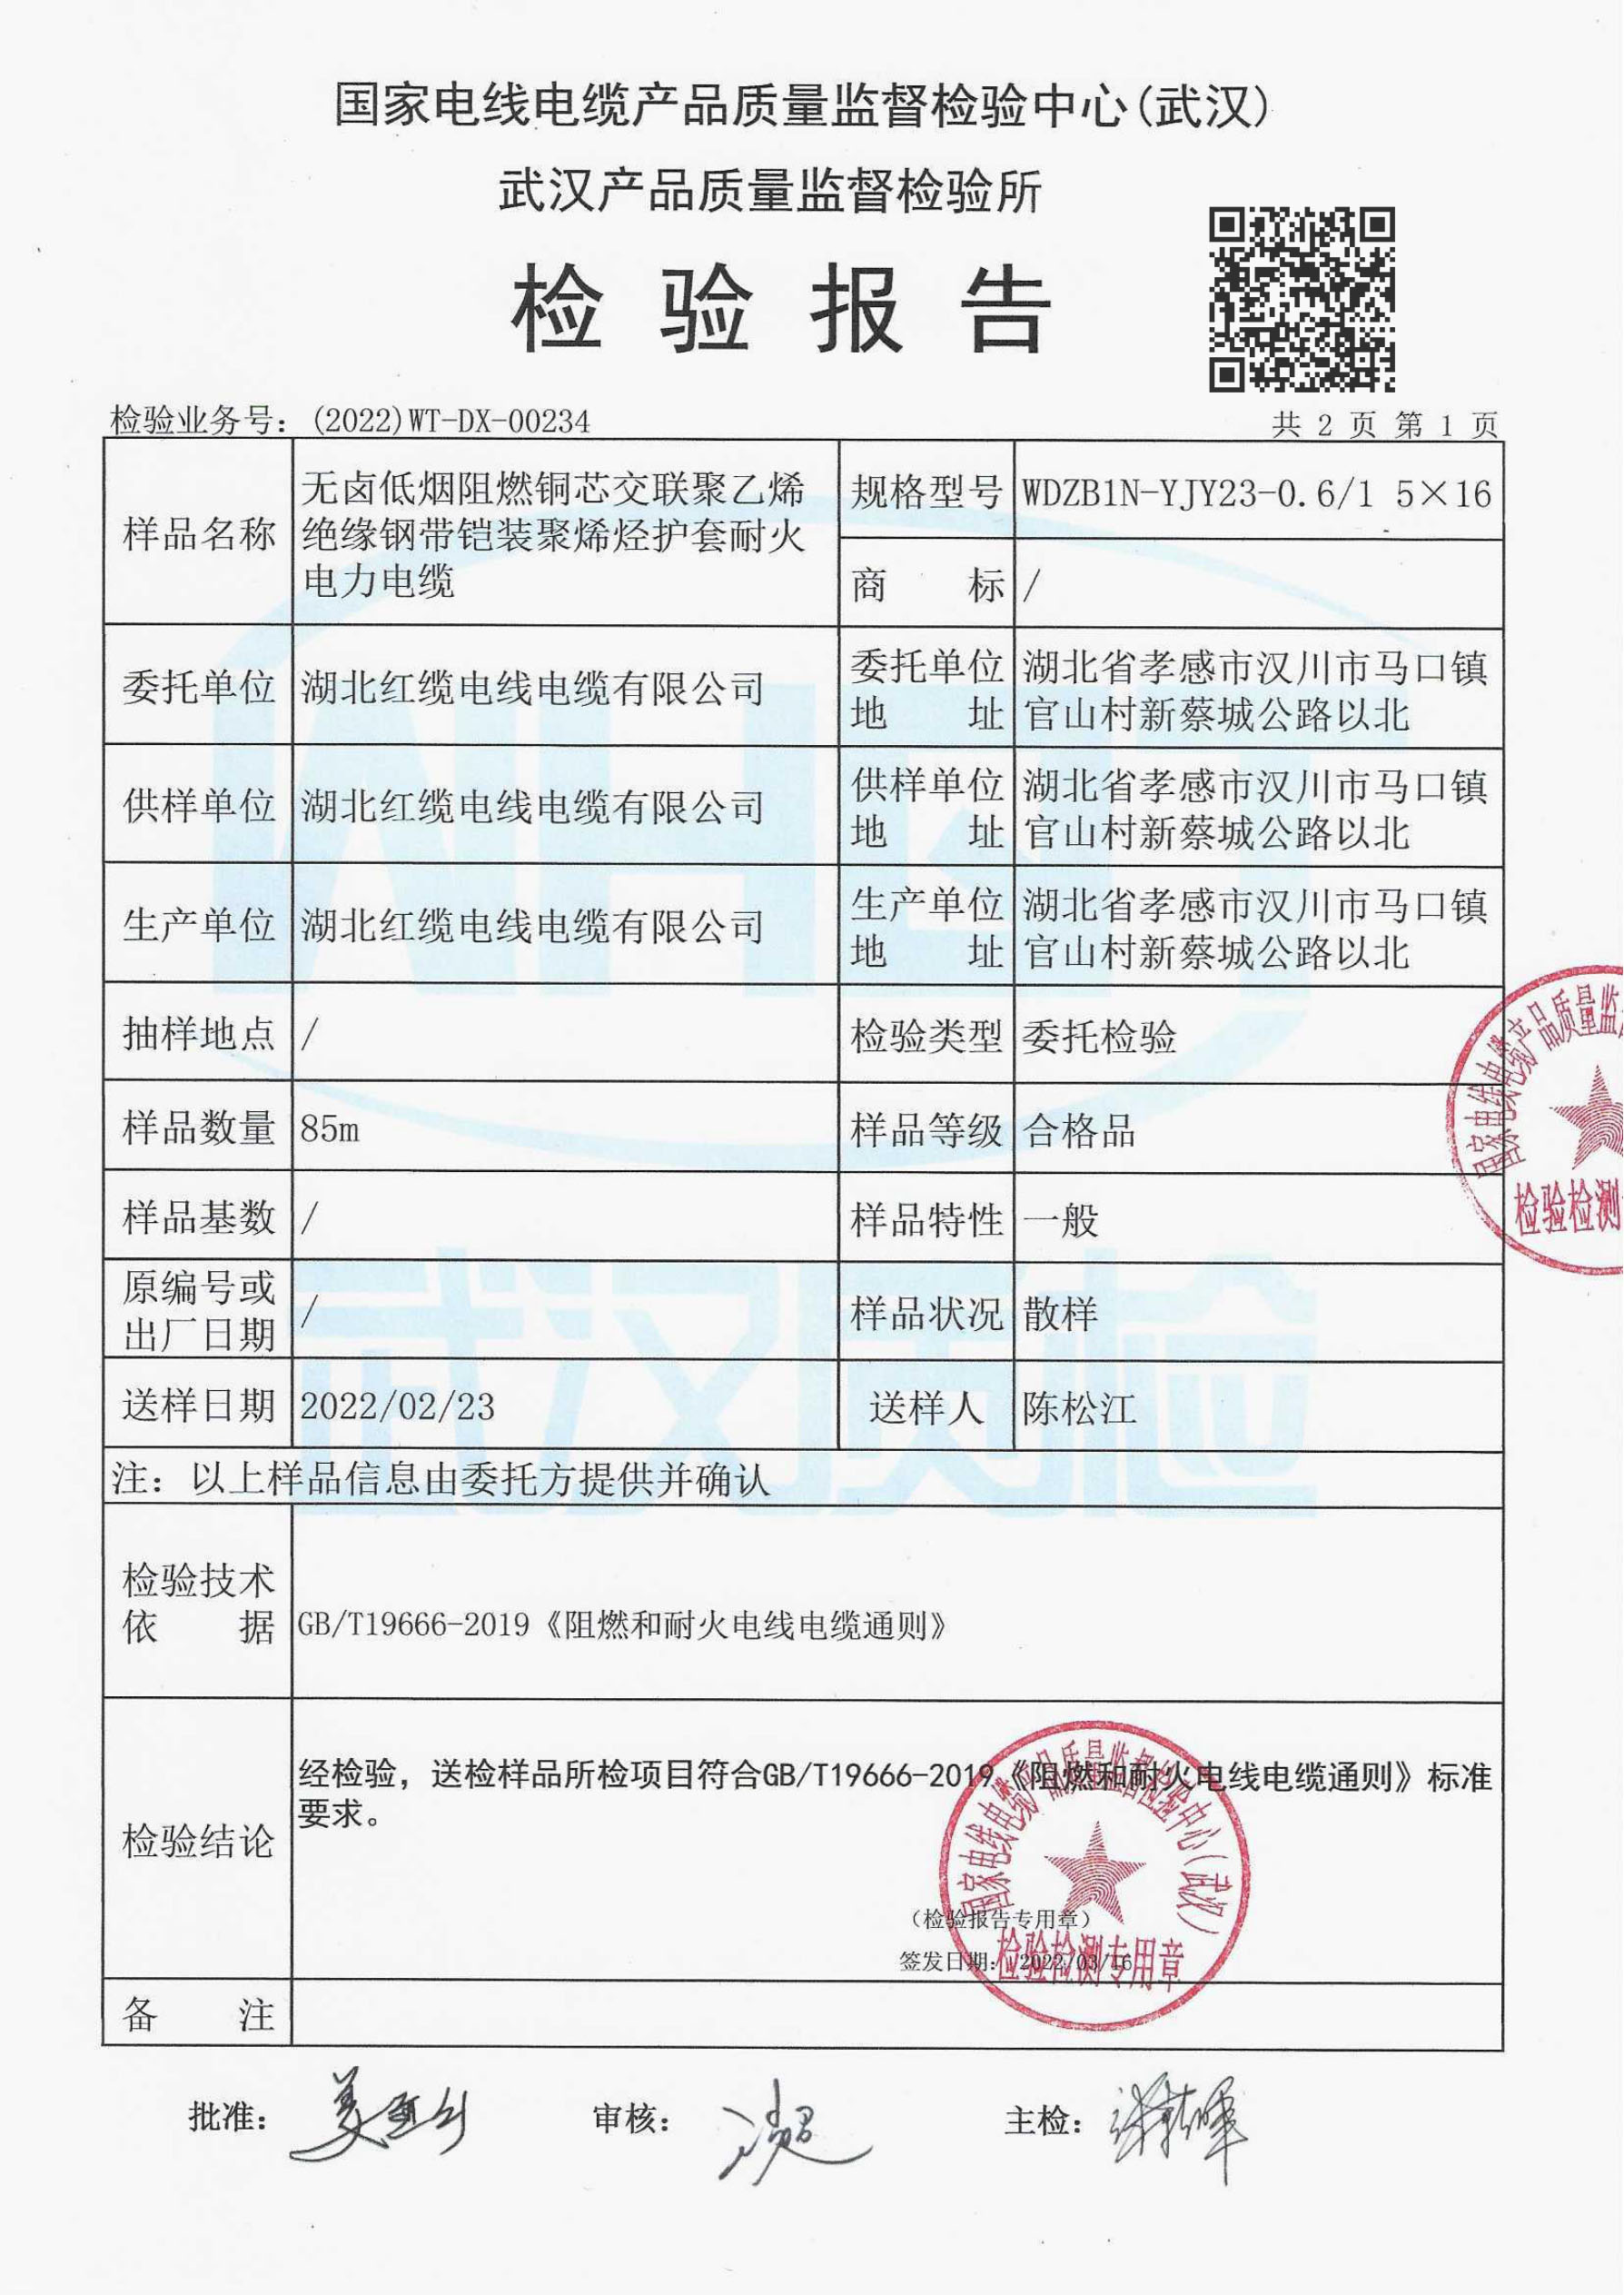 国家电线电缆产品质量监督检验中心(武汉)
武汉产品质量监督检验所
检验报告
检验业务号：(2022)WT-DX-00234
共 2 页 第 1 页
样品名称
无卤低烟阻燃铜芯交联聚乙烯
绝缘钢带铠装聚烯烃护套耐火
电力电缆
规格型号
WDZB1N-YJY23-0.6/1 5×16
商 标
/
委托单位
湖北红缆电线电缆有限公司
委托单位
地 址
湖北省孝感市汉川市马口镇
官山村新蔡城公路以北
供样单位
湖北红缆电线电缆有限公司
供样单位
地 址
湖北省孝感市汉川市马口镇
官山村新蔡城公路以北
生产单位
湖北红缆电线电缆有限公司
生产单位
地 址
湖北省孝感市汉川市马口镇
官山村新蔡城公路以北
抽样地点
/
检验类型
委托检验
样品数量
85m
样品等级
合格品
样品基数
/
样品特性
一般
原编号或
出厂日期
/
样品状况
散样
送样日期
2022/02/23
送样人
陈松江
注：以上样品信息由委托方提供并确认
检验技术
依 据
GB/T19666-2019《阻燃和耐火电线电缆通则》
检验结论
经检验，送检样品所检项目符合GB/T19666-2019《阻燃和耐火电线电缆通则》标准
要求。
（检验报告专用章）
签发日期：2022/03/16
国家电线电缆产品质量监督检验中心(武汉)
检验检测专用章
国家电线电缆产品质量监
检验检测
备 注
批准：
审核：
主检：
武汉质检